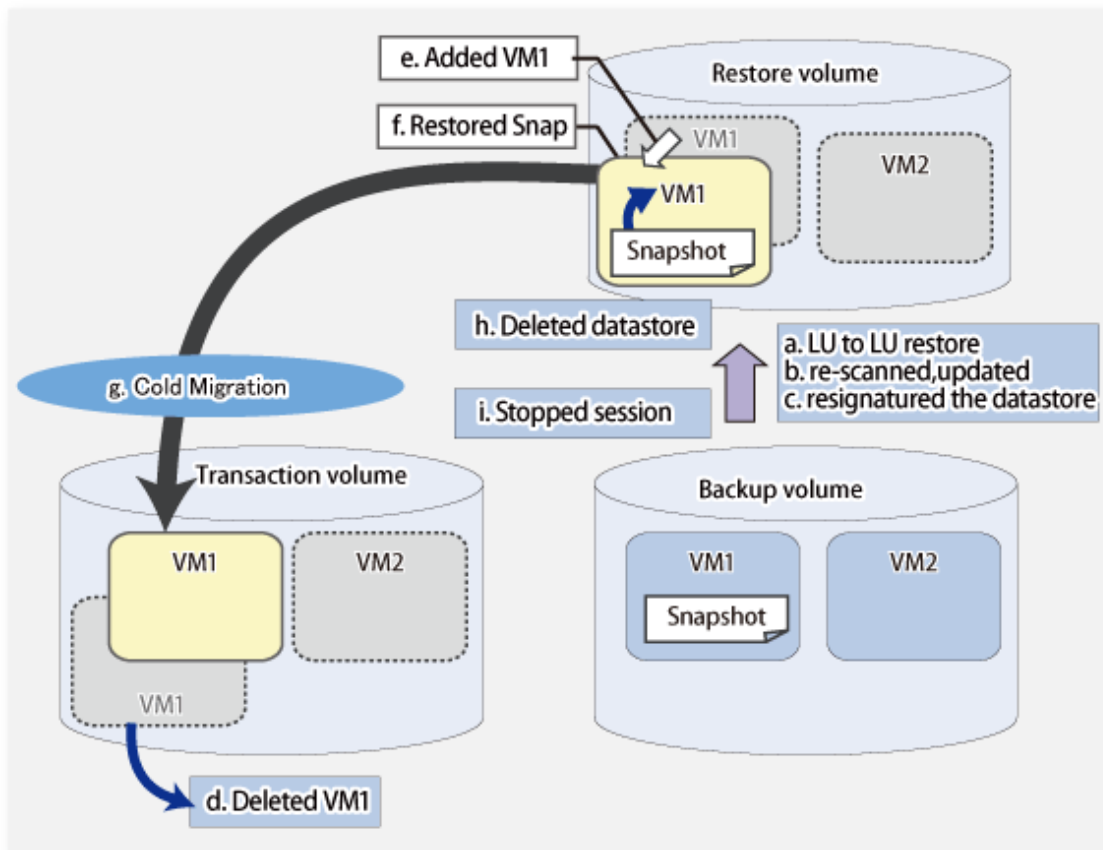 e. Added VM1
Restore volume
f. Restored Snap
VM1
VM2
VM1
Snapshot
h. Deleted datastore
a. LU to LU restore
b. re-scanned,updated
c. resignatured the datastore
g. Cold Migration
i. Stopped session
Transaction volume
Backup volume
VM1
VM2
VM1
VM2
Snapshot
VM1
d. Deleted VM1